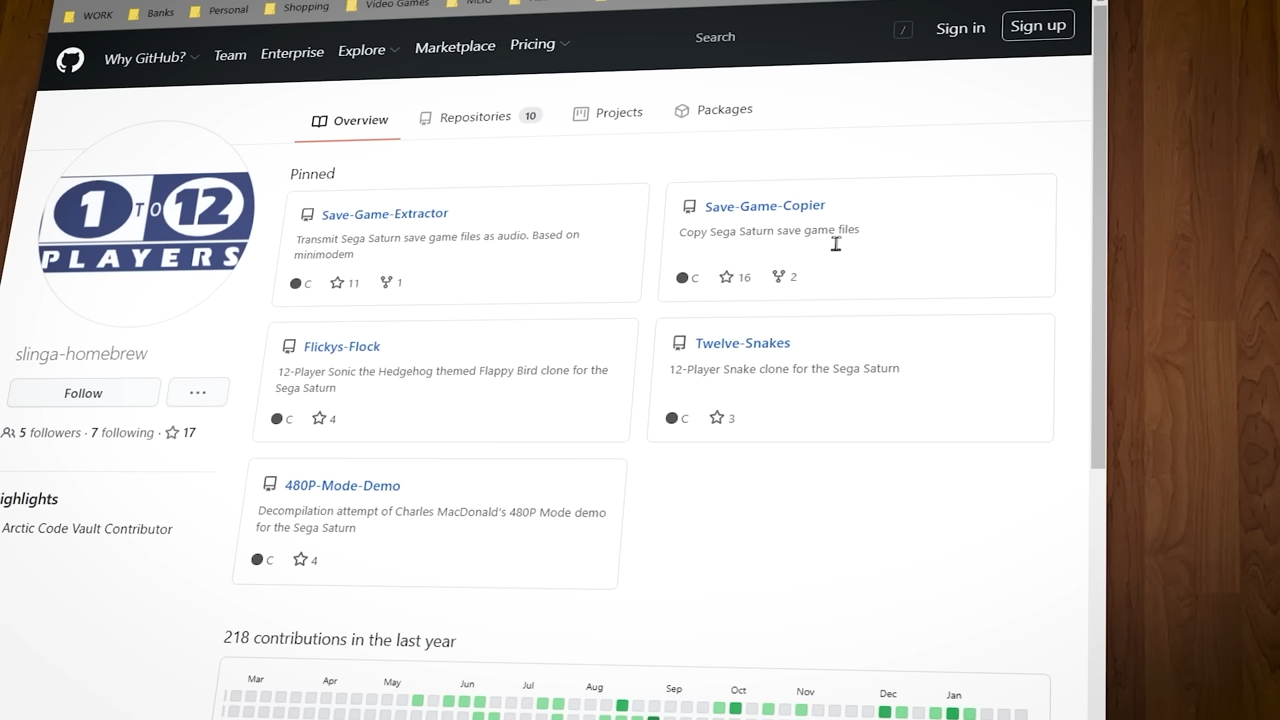 WORK Banks Personal Shopping Video Games
Why GitHub? Team Enterprise Explore Marketplace Pricing Search / Sign in Sign up
Overview Repositories 10 Projects Packages
1 TO 12
PLAYERS
slinga-homebrew
Follow ...
5 followers · 7 following · 17
ighlights
Arctic Code Vault Contributor
Pinned
Save-Game-Extractor
Transmit Sega Saturn save game files as audio. Based on
minimodem
C 11 1
Save-Game-Copier
Copy Sega Saturn save game files
C 16 2
Flickys-Flock
12-Player Sonic the Hedgehog themed Flappy Bird clone for the
Sega Saturn
C 4
Twelve-Snakes
12-Player Snake clone for the Sega Saturn
C 3
480P-Mode-Demo
Decompilation attempt of Charles MacDonald's 480P Mode demo
for the Sega Saturn
C 4
218 contributions in the last year
Mar Apr May Jun Jul Aug Sep Oct Nov Dec Jan